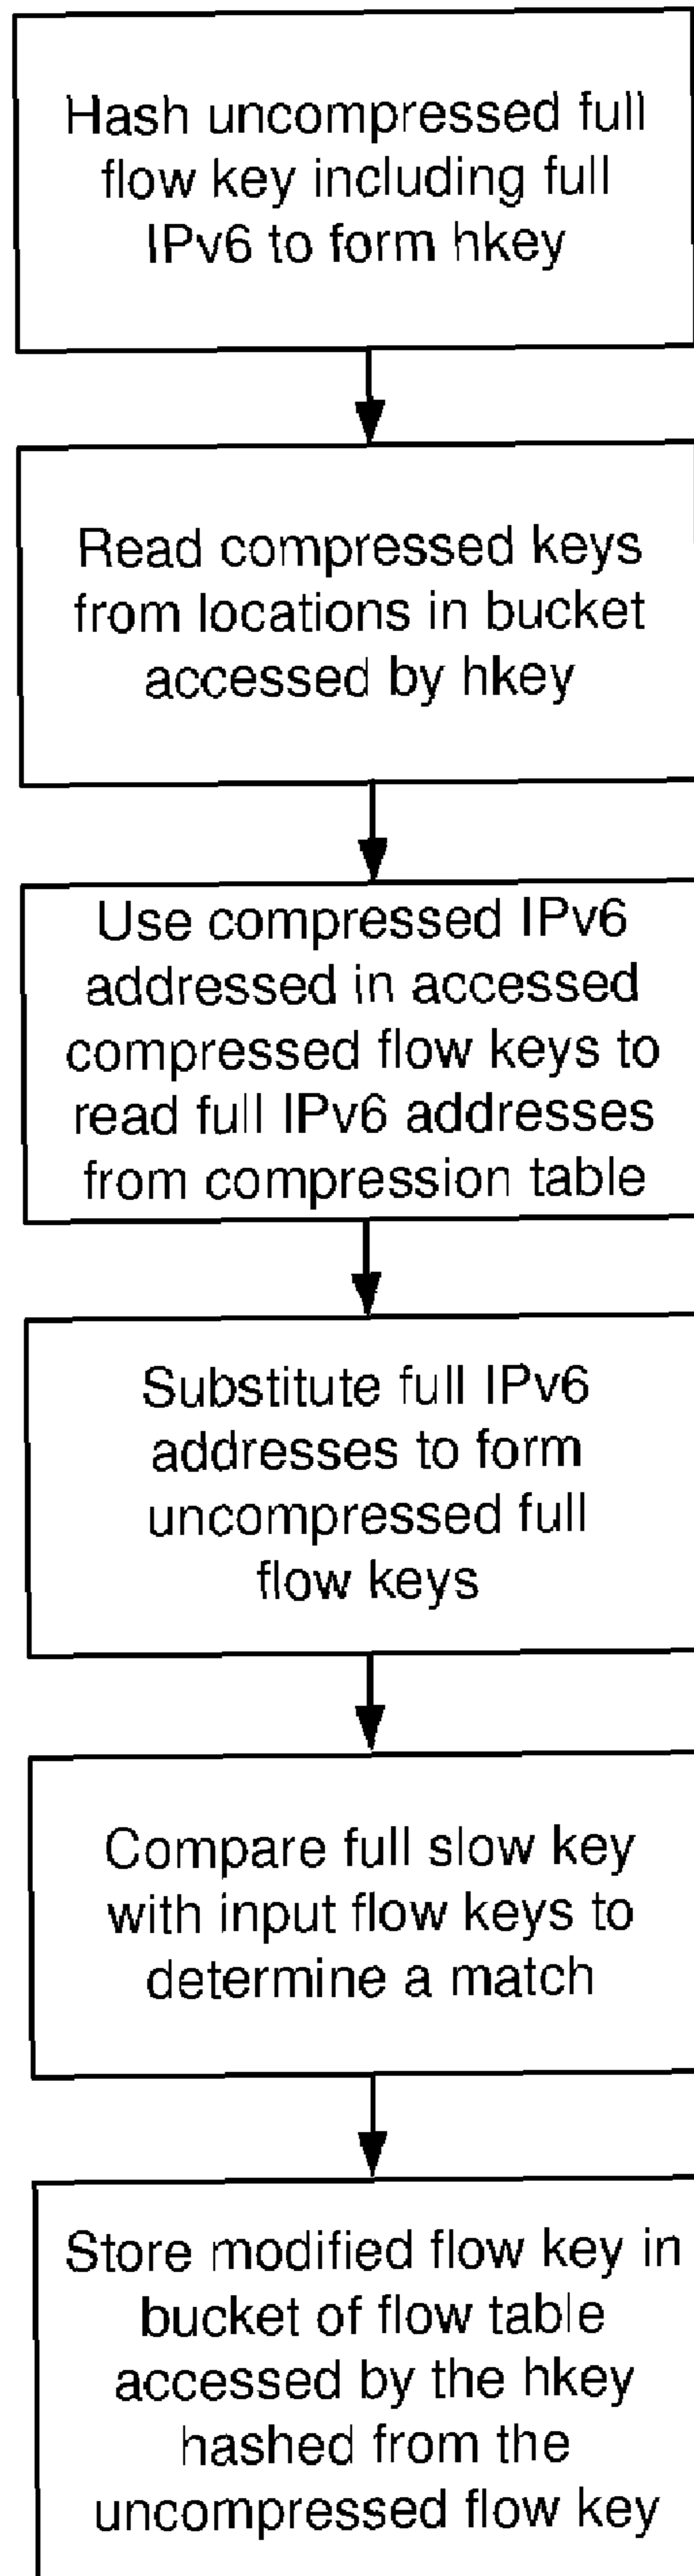 Hash uncompressed full
flow key including full
IPv6 to form hkey
Read compressed keys
from locations in bucket
accessed by hkey
Use compressed IPv6
addressed in accessed
compressed flow keys to
read full IPv6 addresses
from compression table
Substitute full IPv6
addresses to form
uncompressed full
flow keys
Compare full slow key
with input flow keys to
determine a match
Store modified flow key in
bucket of flow table
accessed by the hkey
hashed from the
uncompressed flow key